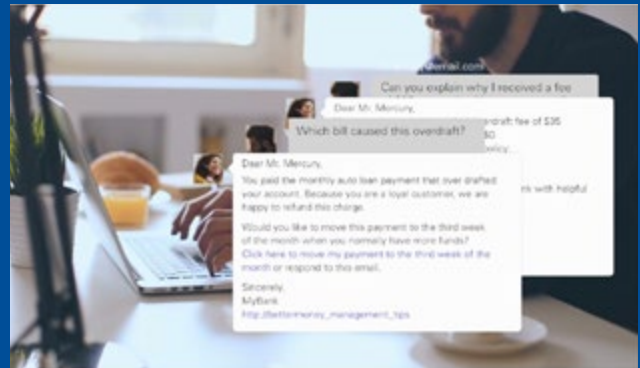 @email.com
Can you explain why I received a fee
Dear Mr. Mercury,
overdraft fee of $35
Which bill caused this overdraft?
Dear Mr. Mercury,
You paid the monthly auto loan payment that over drafted
your account. Because you are a loyal customer, we are
happy to refund this charge.
with helpful
Would you like to move this payment to the third week
of the month when you normally have more funds?
Click here to move my payment to the third week of the
month or respond to this email.
Sincerely,
MyBank
http://bettermoney_management_tips